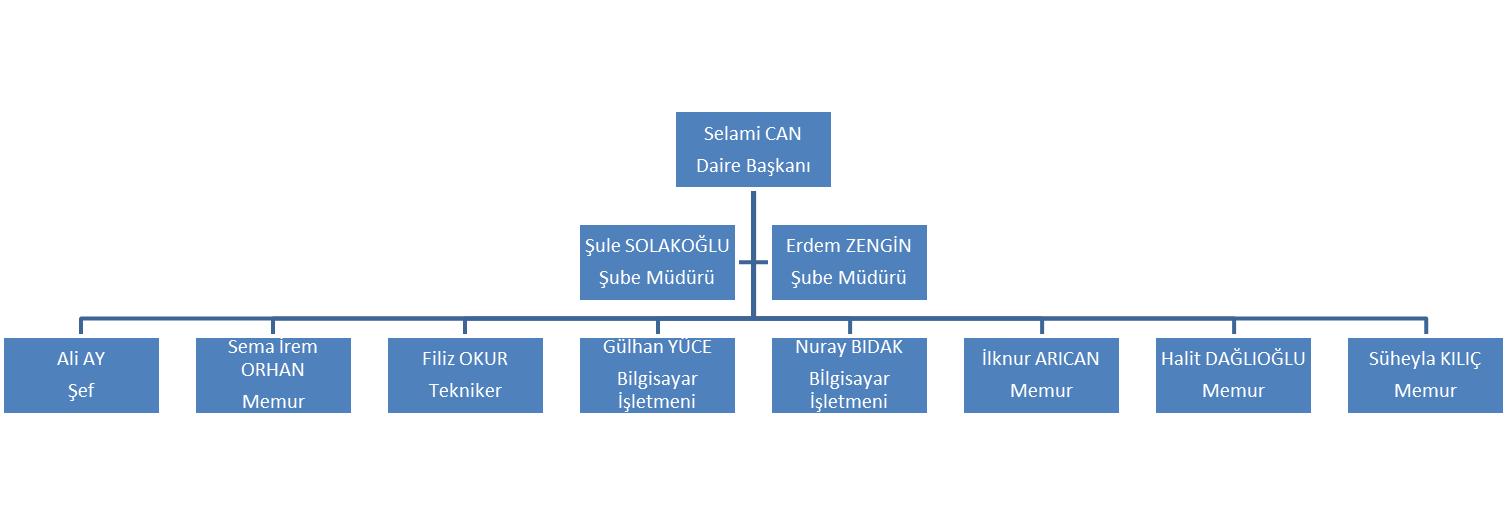 Selami CAN
Daire Başkanı
Şule SOLAKOĞLU
Şube Müdürü
Erdem ZENGİN
Şube Müdürü
Ali AY
Şef
Sema İrem
ORHAN
Memur
Filiz OKUR
Tekniker
Gülhan YÜCE
Bilgisayar
İşletmeni
Nuray BIDAK
Bİlgisayar
İşletmeni
İlknur ARICAN
Memur
Halit DAĞLIOĞLU
Memur
Süheyla KILIÇ
Memur